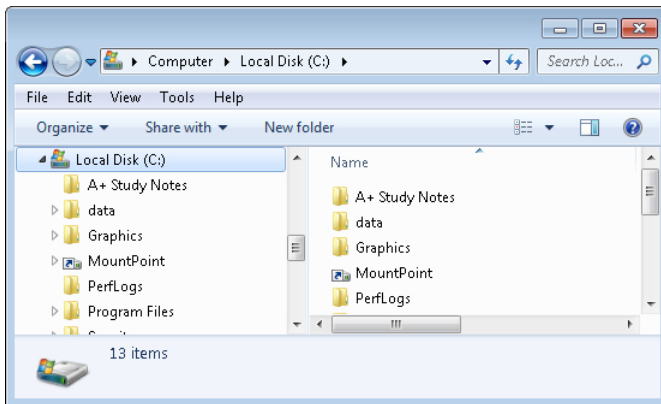 Computer Local Disk (C:) Search Loc...
File Edit View Tools Help
Organize Share with New folder
Local Disk (C:)
A+ Study Notes
data
Graphics
MountPoint
PerfLogs
Program Files
Name
A+ Study Notes
data
Graphics
MountPoint
PerfLogs
13 items